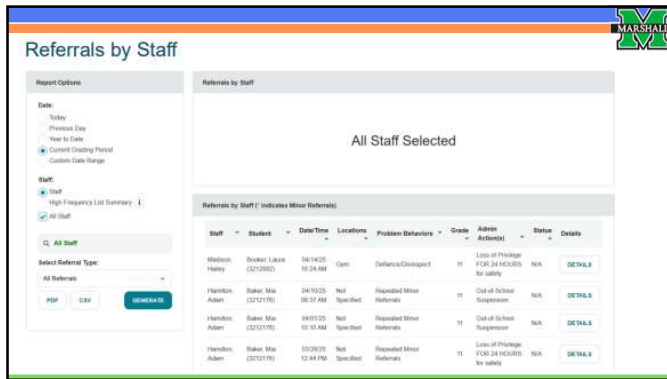 MARSHALL
Referrals by Staff
Report Options
Date:
Today
Previous Day
Year to Date
Current Grading Period
Custom Date Range
Staff:
Staff
High Frequency List Summary i
All Staff
All Staff
Select Referral Type:
All Referrals
PDF CSV GENERATE
Referrals by Staff
All Staff Selected
Referrals by Staff (* indicates Minor Referrals)
Staff Student Date/Time Locations Problem Behaviors Grade Admin Action(s) Status Details
Madison, Booker, Laura 04/14/25 Gym Defiance/Disrespect 11 Loss of Privilege N/A DETAILS
Hailey (3212882) 10:24 AM FOR 24 HOURS
for safety
Hamilton, Baker, Mia 04/10/25 Not Repeated Minor 11 Out-of-School N/A DETAILS
Adam (3212176) 08:37 AM Specified Referrals Suspension
Hamilton, Baker, Mia 04/01/25 Not Repeated Minor 11 Out-of-School N/A DETAILS
Adam (3212176) 10:10 AM Specified Referrals Suspension
Hamilton, Baker, Mia 03/28/25 Not Repeated Minor 11 Loss of Privilege N/A DETAILS
Adam (3212176) 12:44 PM Specified Referrals FOR 24 HOURS
for safety